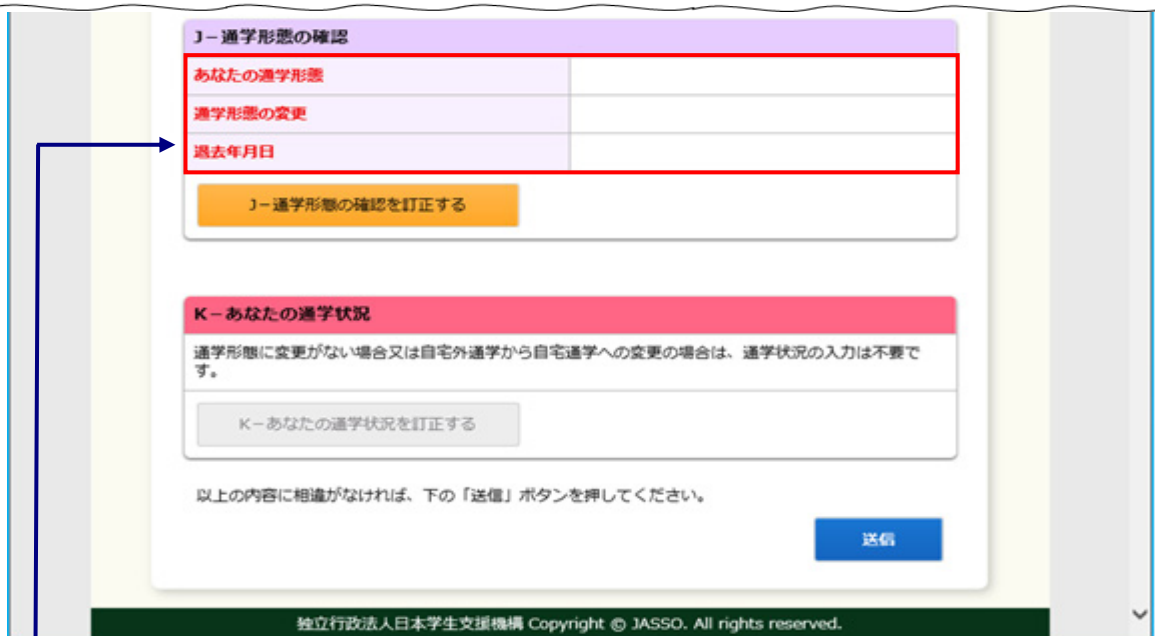 J－通学形態の確認
あなたの通学形態
通学形態の変更
退去年月日
J－通学形態の確認を訂正する
K－あなたの通学状況
通学形態に変更がない場合又は自宅外通学から自宅通学への変更の場合は、通学状況の入力は不要で
す。
K－あなたの通学状況を訂正する
以上の内容に相違がなければ、下の「送信」ボタンを押してください。
送信
独立行政法人日本学生支援機構 Copyright © JASSO. All rights reserved.